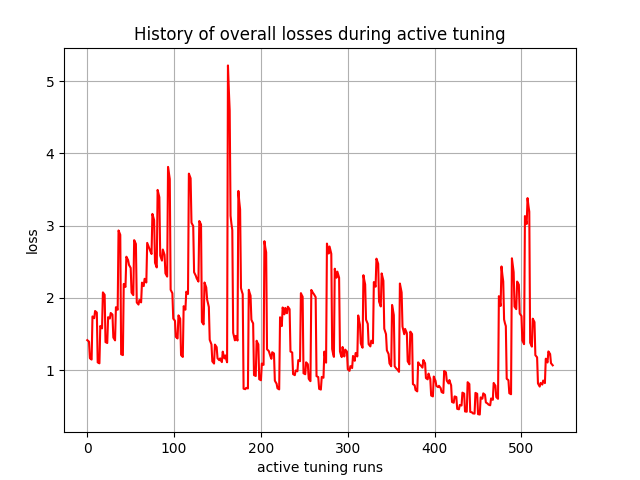 History of overall losses during active tuning
5
4
3
2
1
loss
0 100 200 300 400 500
active tuning runs